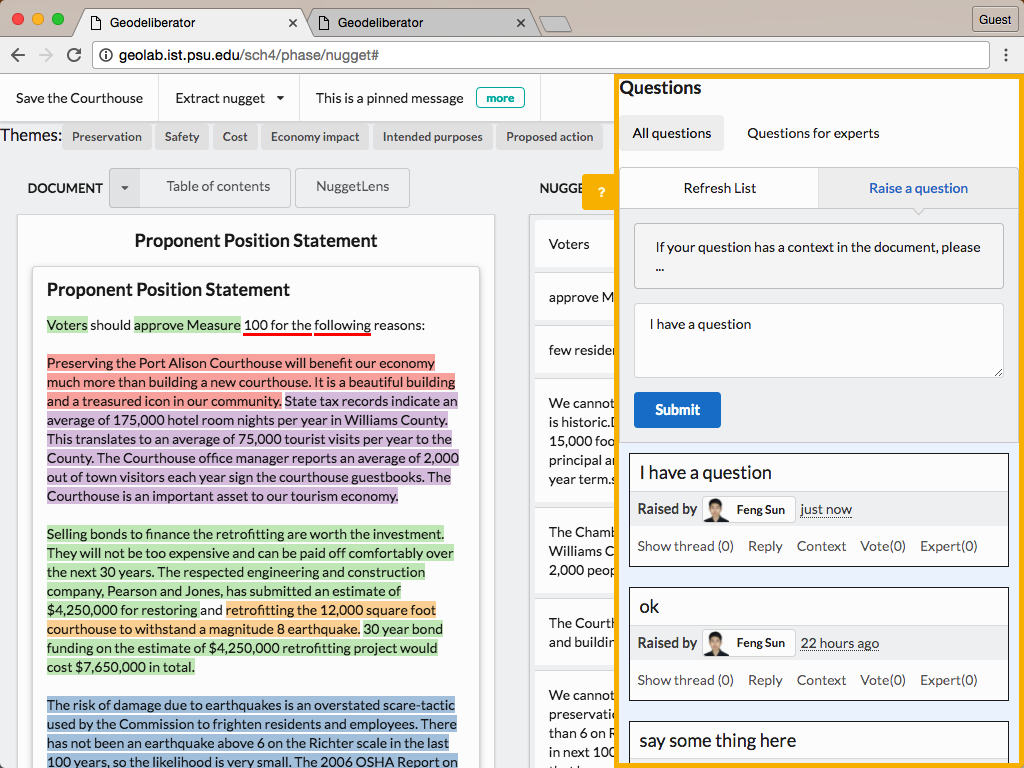 Geodeliberator
Geodeliberator
Guest
geolab.ist.psu.edu/sch4/phase/nugget#
Save the Courthouse
Extract nugget
This is a pinned message
more
Themes:
Preservation
Safety
Cost
Economy impact
Intended purposes
Proposed action
DOCUMENT
Table of contents
NuggetLens
Proponent Position Statement
Proponent Position Statement
Voters should approve Measure 100 for the following reasons:
Preserving the Port Alison Courthouse will benefit our economy
much more than building a new courthouse. It is a beautiful building
and a treasured icon in our community. State tax records indicate an
average of 175,000 hotel room nights per year in Williams County.
This translates to an average of 75,000 tourist visits per year to the
County. The Courthouse office manager reports an average of 2,000
out of town visitors each year sign the courthouse guestbooks. The
Courthouse is an important asset to our tourism economy.
Selling bonds to finance the retrofitting are worth the investment.
They will not be too expensive and can be paid off comfortably over
the next 30 years. The respected engineering and construction
company, Pearson and Jones, has submitted an estimate of
$4,250,000 for restoring and retrofitting the 12,000 square foot
courthouse to withstand a magnitude 8 earthquake. 30 year bond
funding on the estimate of $4,250,000 retrofitting project would
cost $7,650,000 in total.
The risk of damage due to earthquakes is an overstated scare-tactic
used by the Commission to frighten residents and employees. There
has not been an earthquake above 6 on the Richter scale in the last
100 years, so the likelihood is very small. The 2006 OSHA Report on
NUGGE
?
Voters
approve M
few reside
We cannot
is historic.
15,000 foo
principal a
year term.s
The Chamb
Williams C
2,000 peop
The Court
and buildin
We cannot
preservati
than 6 on R
in next 100
Questions
All questions
Questions for experts
Refresh List
Raise a question
If your question has a context in the document, please
...
I have a question
Submit
I have a question
Raised by Feng Sun just now
Show thread (0) Reply Context Vote(0) Expert(0)
ok
Raised by Feng Sun 22 hours ago
Show thread (0) Reply Context Vote(0) Expert(0)
say some thing here